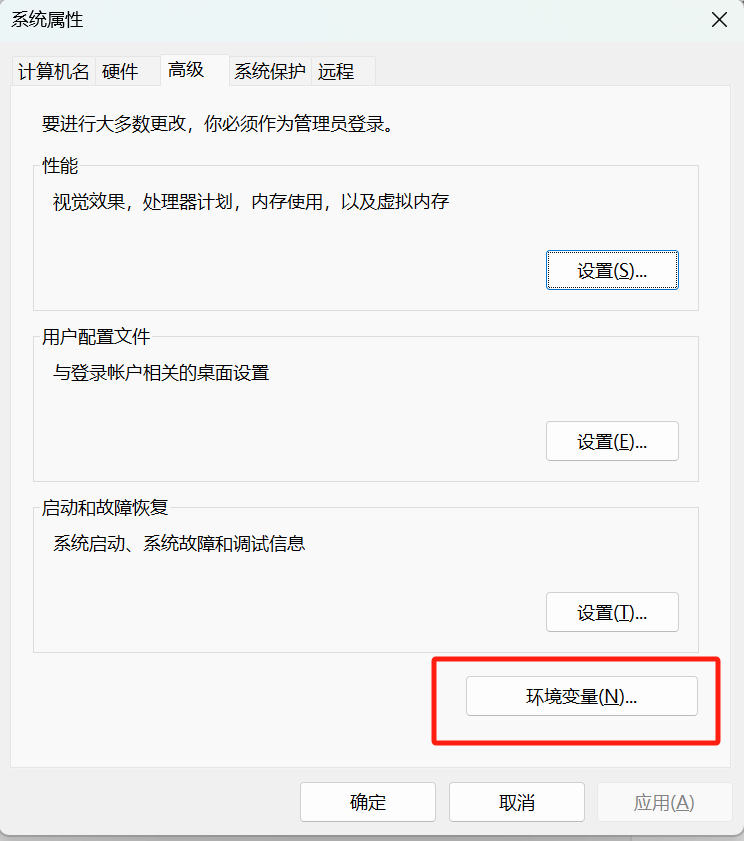 系统属性
计算机名 硬件 高级 系统保护 远程
要进行大多数更改，你必须作为管理员登录。
性能
视觉效果，处理器计划，内存使用，以及虚拟内存
设置(S)...
用户配置文件
与登录帐户相关的桌面设置
设置(E)...
启动和故障恢复
系统启动、系统故障和调试信息
设置(T)...
环境变量(N)...
确定 取消 应用(A)